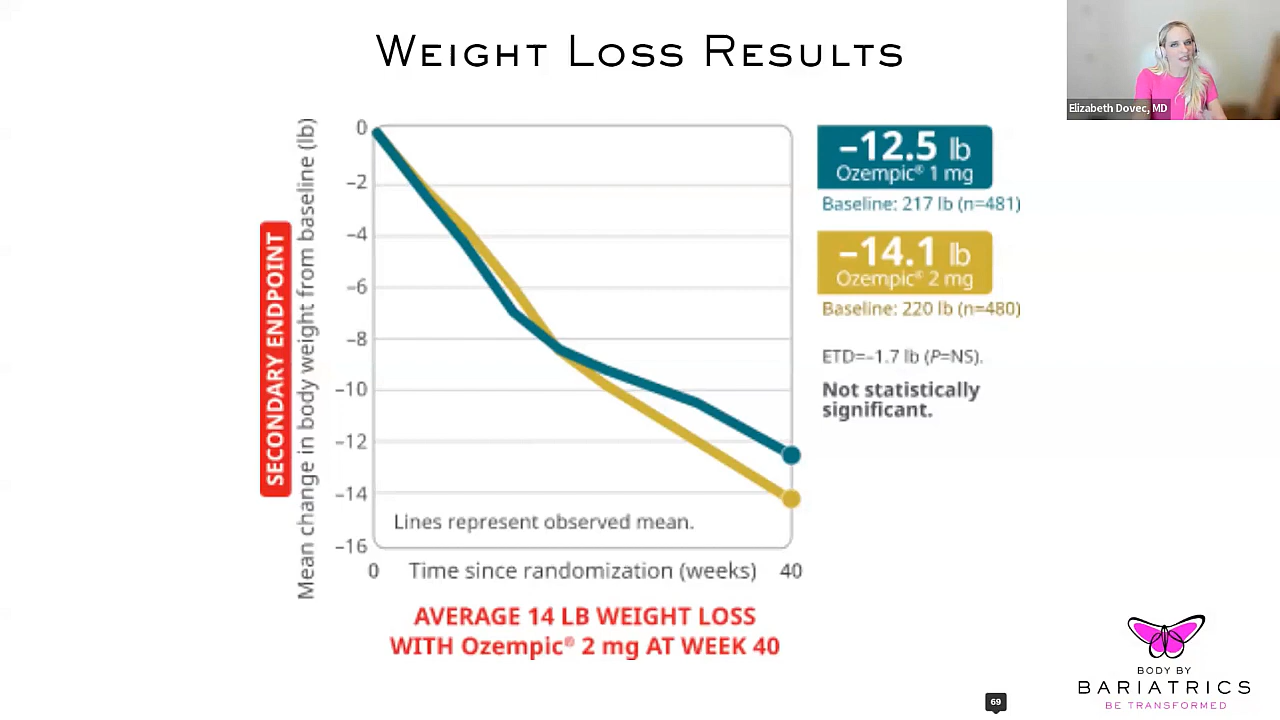 WEIGHT LOSS RESULTS
Elizabeth Dovec, MD
SECONDARY ENDPOINT
Mean change in body weight from baseline (lb)
0
–2
–4
–6
–8
–10
–12
–14
–16
Lines represent observed mean.
0 Time since randomization (weeks) 40
AVERAGE 14 LB WEIGHT LOSS
WITH Ozempic® 2 mg AT WEEK 40
–12.5 lb
Ozempic® 1 mg
Baseline: 217 lb (n=481)
–14.1 lb
Ozempic® 2 mg
Baseline: 220 lb (n=480)
ETD=–1.7 lb (P=NS).
Not statistically
significant.
69
BODY BY
BARIATRICS
BE TRANSFORMED